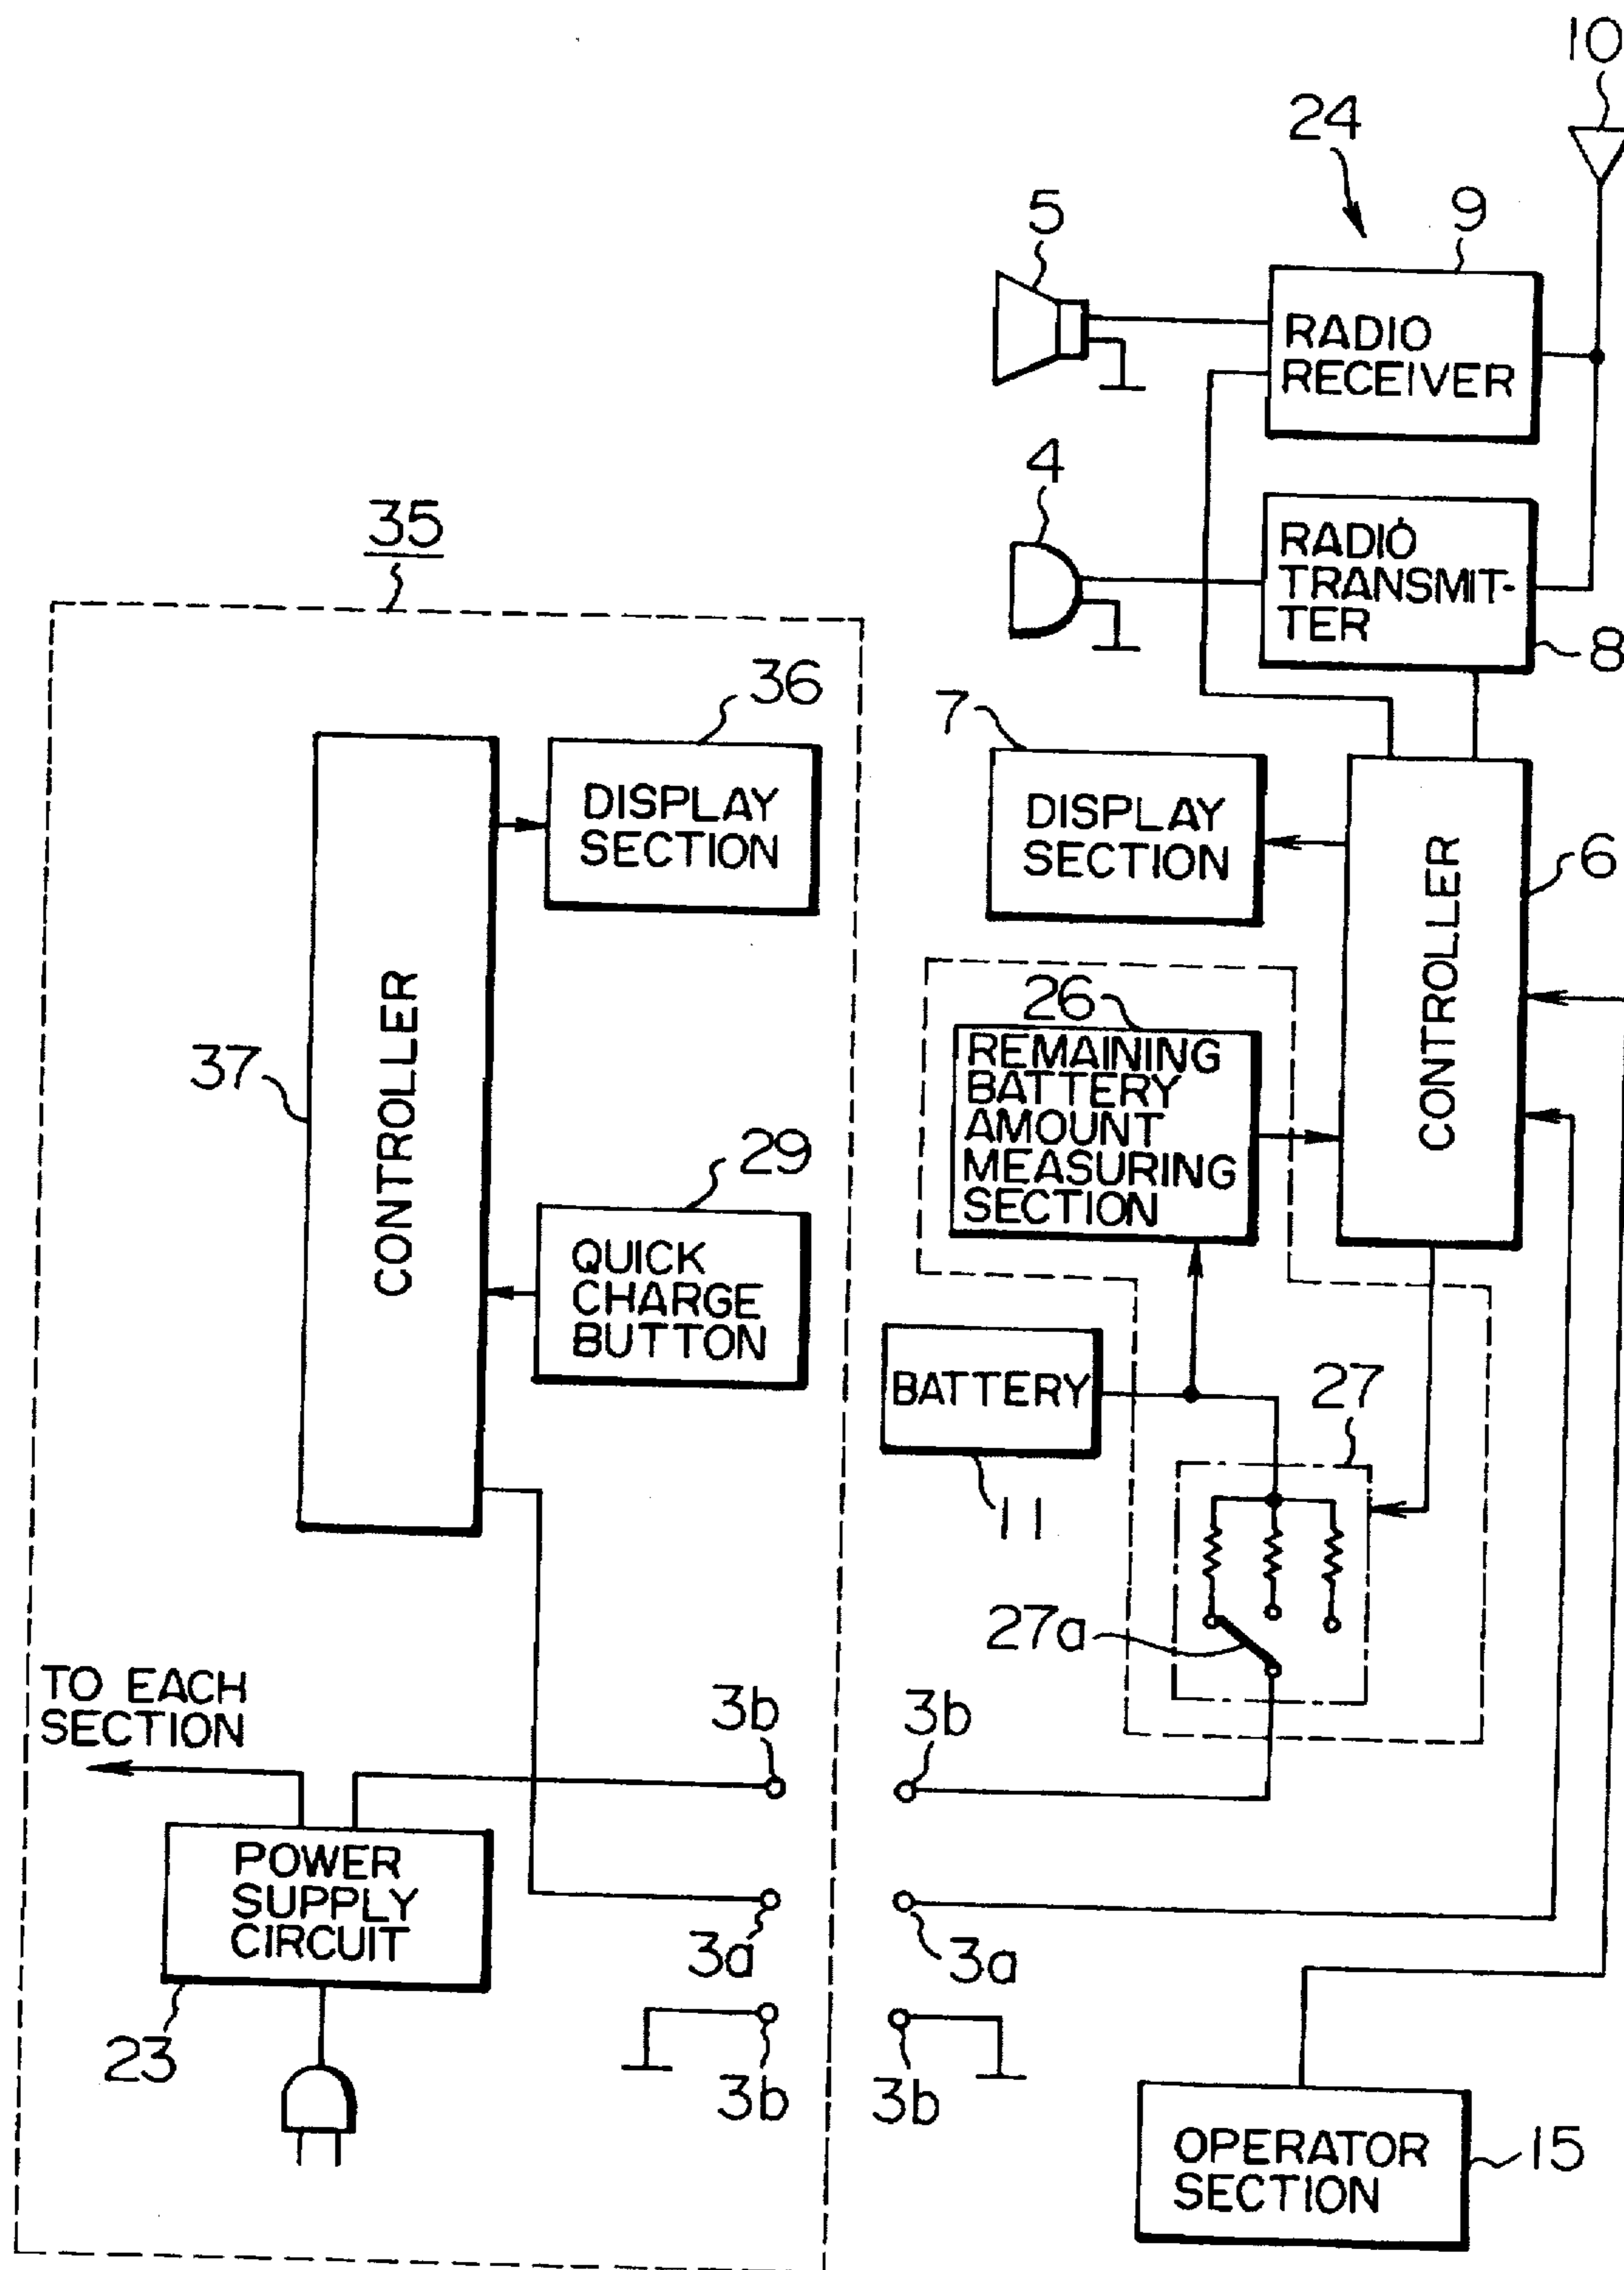 10
24
5
9
RADIO
RECEIVER
4
RADIO
TRANSMIT-
TER
8
35
36
DISPLAY
SECTION
7
DISPLAY
SECTION
6
CONTROLLER
37
CONTROLLER
26
REMAINING
BATTERY
AMOUNT
MEASURING
SECTION
29
QUICK
CHARGE
BUTTON
BATTERY
11
27
27a
TO EACH
SECTION
3b
3b
POWER
SUPPLY
CIRCUIT
23
3a
3a
3b
3b
OPERATOR
SECTION
15